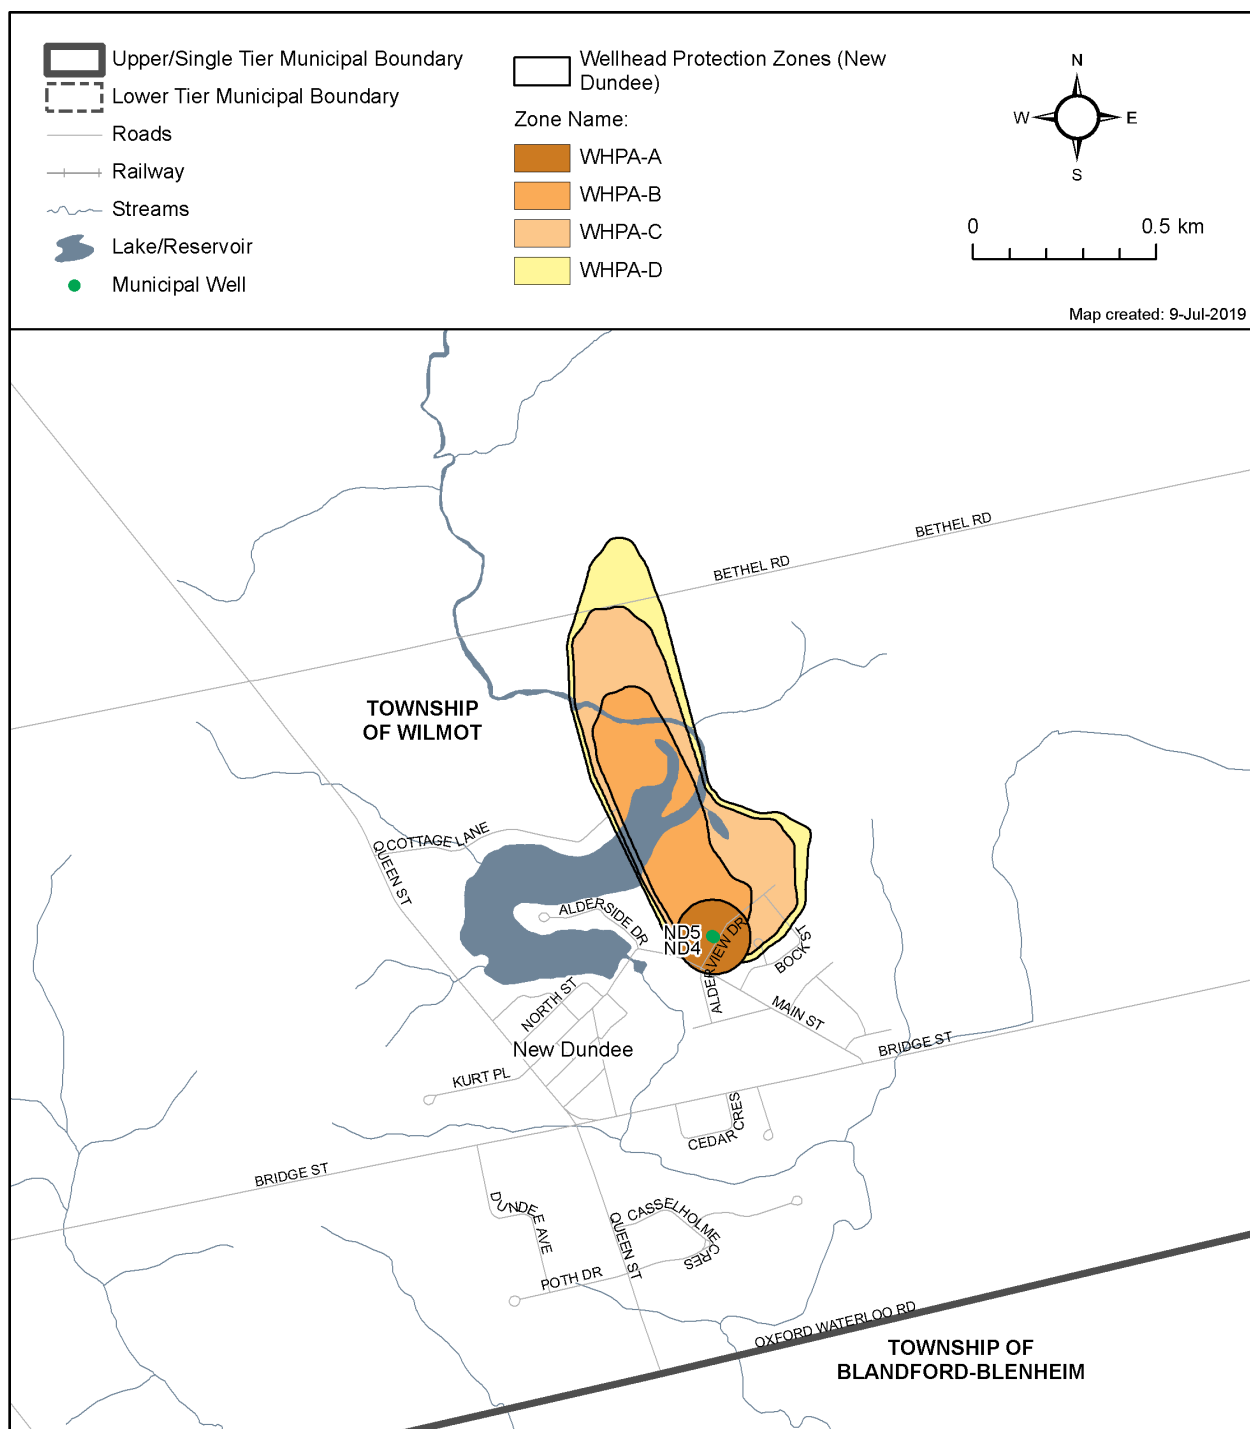 Upper/Single Tier Municipal Boundary
Lower Tier Municipal Boundary
Roads
Railway
Streams
Lake/Reservoir
Municipal Well
Wellhead Protection Zones (New
Dundee)
Zone Name:
WHPA-A
WHPA-B
WHPA-C
WHPA-D
N
W
E
S
0
0.5 km
Map created: 9-Jul-2019
BETHEL RD
BETHEL RD
TOWNSHIP
OF WILMOT
COTTAGE LANE
QUEEN ST
ALDERSIDE DR
ND5
ND4
ALDERVIEW DR
BOCK ST
NORTH ST
MAIN ST
New Dundee
BRIDGE ST
KURT PL
CEDAR CRES
BRIDGE ST
DUNDEE AVE
QUEEN ST
CASSELHOLME CRES
POTH DR
OXFORD WATERLOO RD
TOWNSHIP OF
BLANDFORD-BLENHEIM